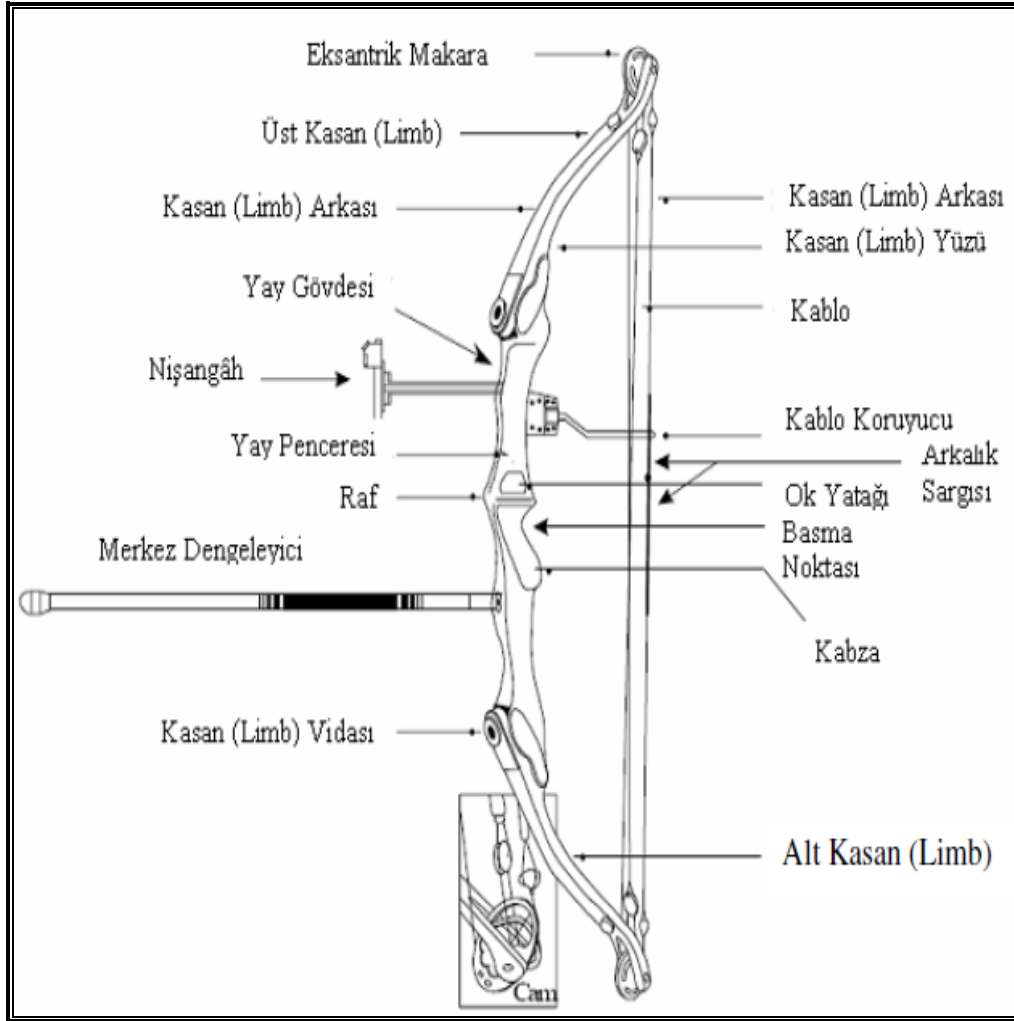 Eksantrik Makara
Üst Kasan (Limb)
Kasan (Limb) Arkası
Kasan (Limb) Arkası
Kasan (Limb) Yüzü
Yay Gövdesi
Kablo
Nişangâh
Kablo Koruyucu
Yay Penceresi
Arkalık
Sargısı
Raf
Ok Yatağı
Basma
Noktası
Merkez Dengeleyici
Kabza
Kasan (Limb) Vidası
Alt Kasan (Limb)
Cam